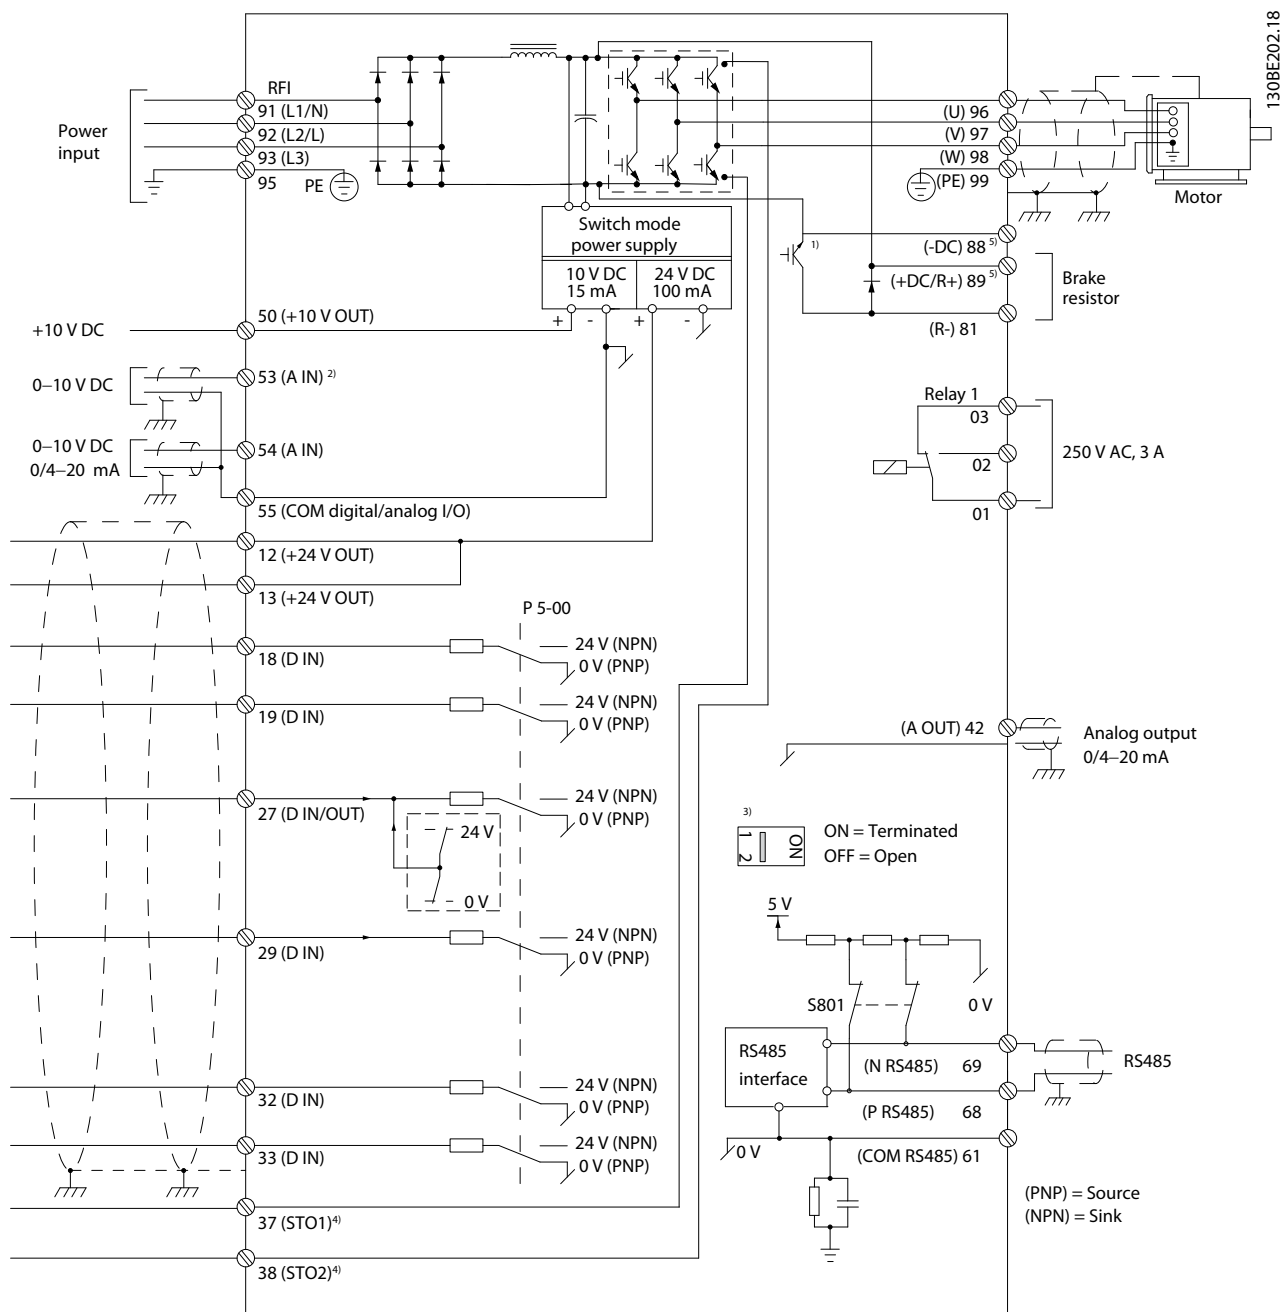 130BE202.18
Power
input
RFI
91 (L1/N)
92 (L2/L)
93 (L3)
95
PE
(U) 96
(V) 97
(W) 98
(PE) 99
Motor
Switch mode
power supply
10 V DC
15 mA
24 V DC
100 mA
+ - + -
1)
(-DC) 88 5)
(+DC/R+) 89 5)
(R-) 81
Brake
resistor
+10 V DC
50 (+10 V OUT)
0–10 V DC
53 (A IN) 2)
0–10 V DC
0/4–20 mA
54 (A IN)
55 (COM digital/analog I/O)
12 (+24 V OUT)
13 (+24 V OUT)
Relay 1
03
02
01
250 V AC, 3 A
P 5-00
18 (D IN)
24 V (NPN)
0 V (PNP)
19 (D IN)
24 V (NPN)
0 V (PNP)
27 (D IN/OUT)
24 V (NPN)
0 V (PNP)
24 V
0 V
29 (D IN)
24 V (NPN)
0 V (PNP)
32 (D IN)
24 V (NPN)
0 V (PNP)
33 (D IN)
24 V (NPN)
0 V (PNP)
37 (STO1) 4)
38 (STO2) 4)
(A OUT) 42
Analog output
0/4–20 mA
3)
1 2 ON
ON = Terminated
OFF = Open
5 V
S801
0 V
RS485
interface
(N RS485) 69
(P RS485) 68
RS485
0 V
(COM RS485) 61
(PNP) = Source
(NPN) = Sink